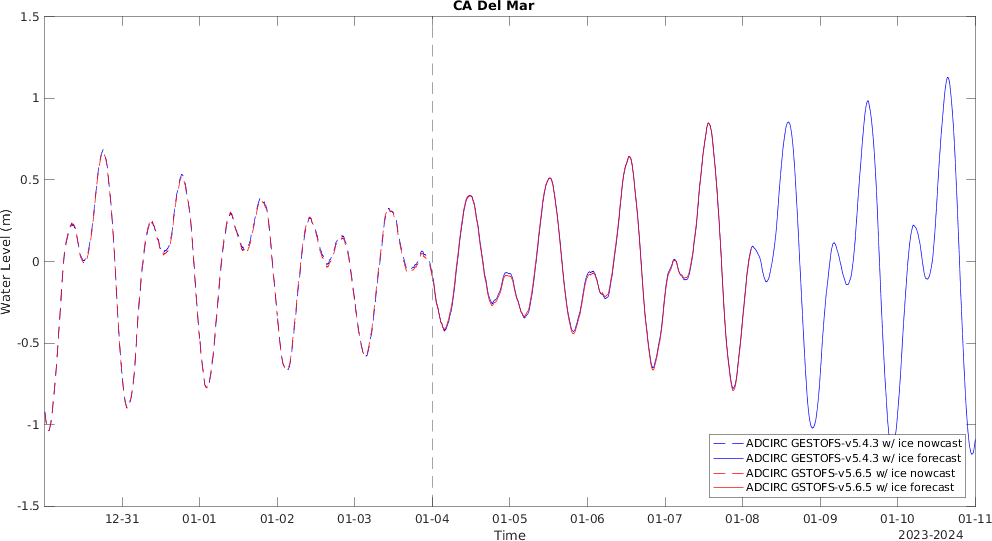 CA Del Mar
1.5
1
0.5
0
-0.5
-1
-1.5
Water Level (m)
ADCIRC GESTOFS-v5.4.3 w/ ice nowcast
ADCIRC GESTOFS-v5.4.3 w/ ice forecast
ADCIRC GSTOFS-v5.6.5 w/ ice nowcast
ADCIRC GSTOFS-v5.6.5 w/ ice forecast
12-31 01-01 01-02 01-03 01-04 01-05 01-06 01-07 01-08 01-09 01-10 01-11
Time
2023-2024